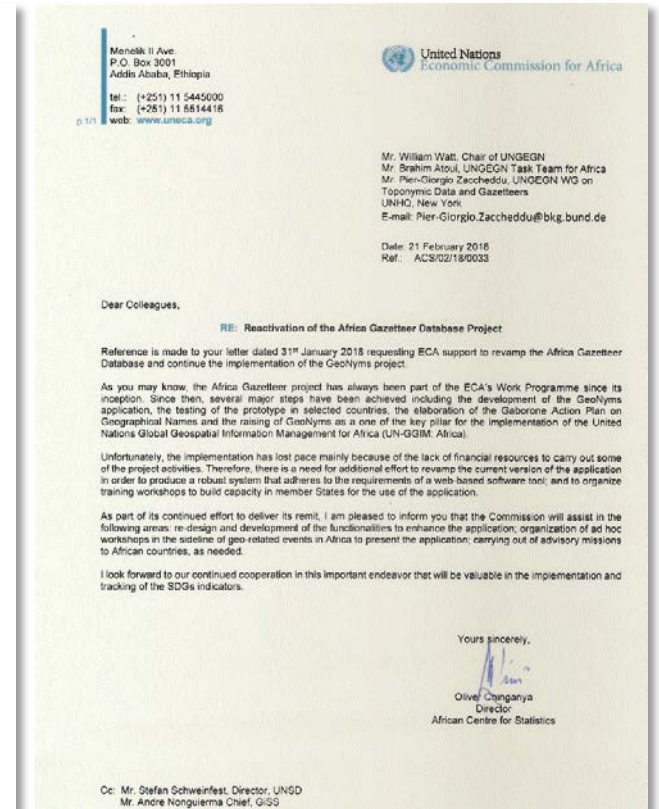 Menelik II Ave.
P.O. Box 3001
Addis Ababa, Ethiopia
tel.: (+251) 11 5445000
fax: (+251) 11 5514416
p.1/1 web: www.uneca.org
United Nations
Economic Commission for Africa
Mr. William Watt, Chair of UNGEGN
Mr. Brahim Atoui, UNGEGN Task Team for Africa
Mr. Pier-Giorgio Zaccheddu, UNGEGN WG on
Toponymic Data and Gazetteers
UNHQ, New York
E-mail: Pier-Giorgio.Zaccheddu@bkg.bund.de
Date: 21 February 2018
Ref.: ACS/02/18/0033
Dear Colleagues,
RE: Reactivation of the Africa Gazetteer Database Project
Reference is made to your letter dated 31st January 2018 requesting ECA support to revamp the Africa Gazetteer
Database and continue the implementation of the GeoNyms project.
As you may know, the Africa Gazetteer project has always been part of the ECA's Work Programme since its
inception. Since then, several major steps have been achieved including the development of the GeoNyms
application, the testing of the prototype in selected countries, the elaboration of the Gaborone Action Plan on
Geographical Names and the raising of GeoNyms as a one of the key pillar for the implementation of the United
Nations Global Geospatial Information Management for Africa (UN-GGIM: Africa).
Unfortunately, the implementation has lost pace mainly because of the lack of financial resources to carry out some
of the project activities. Therefore, there is a need for additional effort to revamp the current version of the application
in order to produce a robust system that adheres to the requirements of a web-based software tool; and to organize
training workshops to build capacity in member States for the use of the application.
As part of its continued effort to deliver its remit, I am pleased to inform you that the Commission will assist in the
following areas: re-design and development of the functionalities to enhance the application; organization of ad hoc
workshops in the sideline of geo-related events in Africa to present the application; carrying out of advisory missions
to African countries, as needed.
I look forward to our continued cooperation in this important endeavor that will be valuable in the implementation and
tracking of the SDGs indicators.
Yours sincerely,
Oliver Chinganya
Director
African Centre for Statistics
Cc: Mr. Stefan Schweinfest, Director, UNSD
Mr. Andre Nonguierma Chief, GiSS